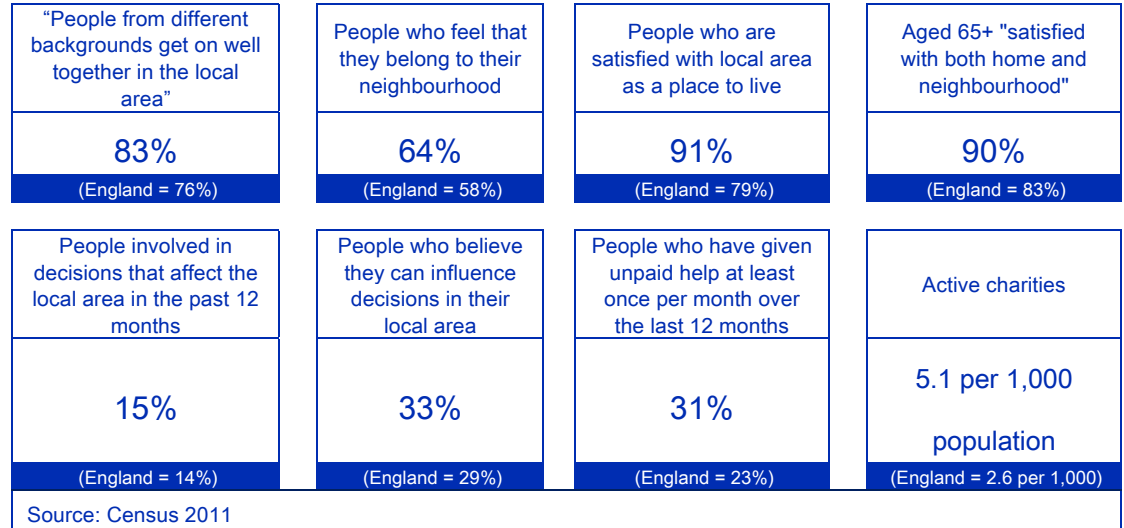 “People from different
backgrounds get on well
together in the local
area”
83%
(England = 76%)
People who feel that
they belong to their
neighbourhood
64%
(England = 58%)
People who are
satisfied with local area
as a place to live
91%
(England = 79%)
Aged 65+ "satisfied
with both home and
neighbourhood"
90%
(England = 83%)
People involved in
decisions that affect the
local area in the past 12
months
15%
(England = 14%)
People who believe
they can influence
decisions in their
local area
33%
(England = 29%)
People who have given
unpaid help at least
once per month over
the last 12 months
31%
(England = 23%)
Active charities
5.1 per 1,000
population
(England = 2.6 per 1,000)
Source: Census 2011